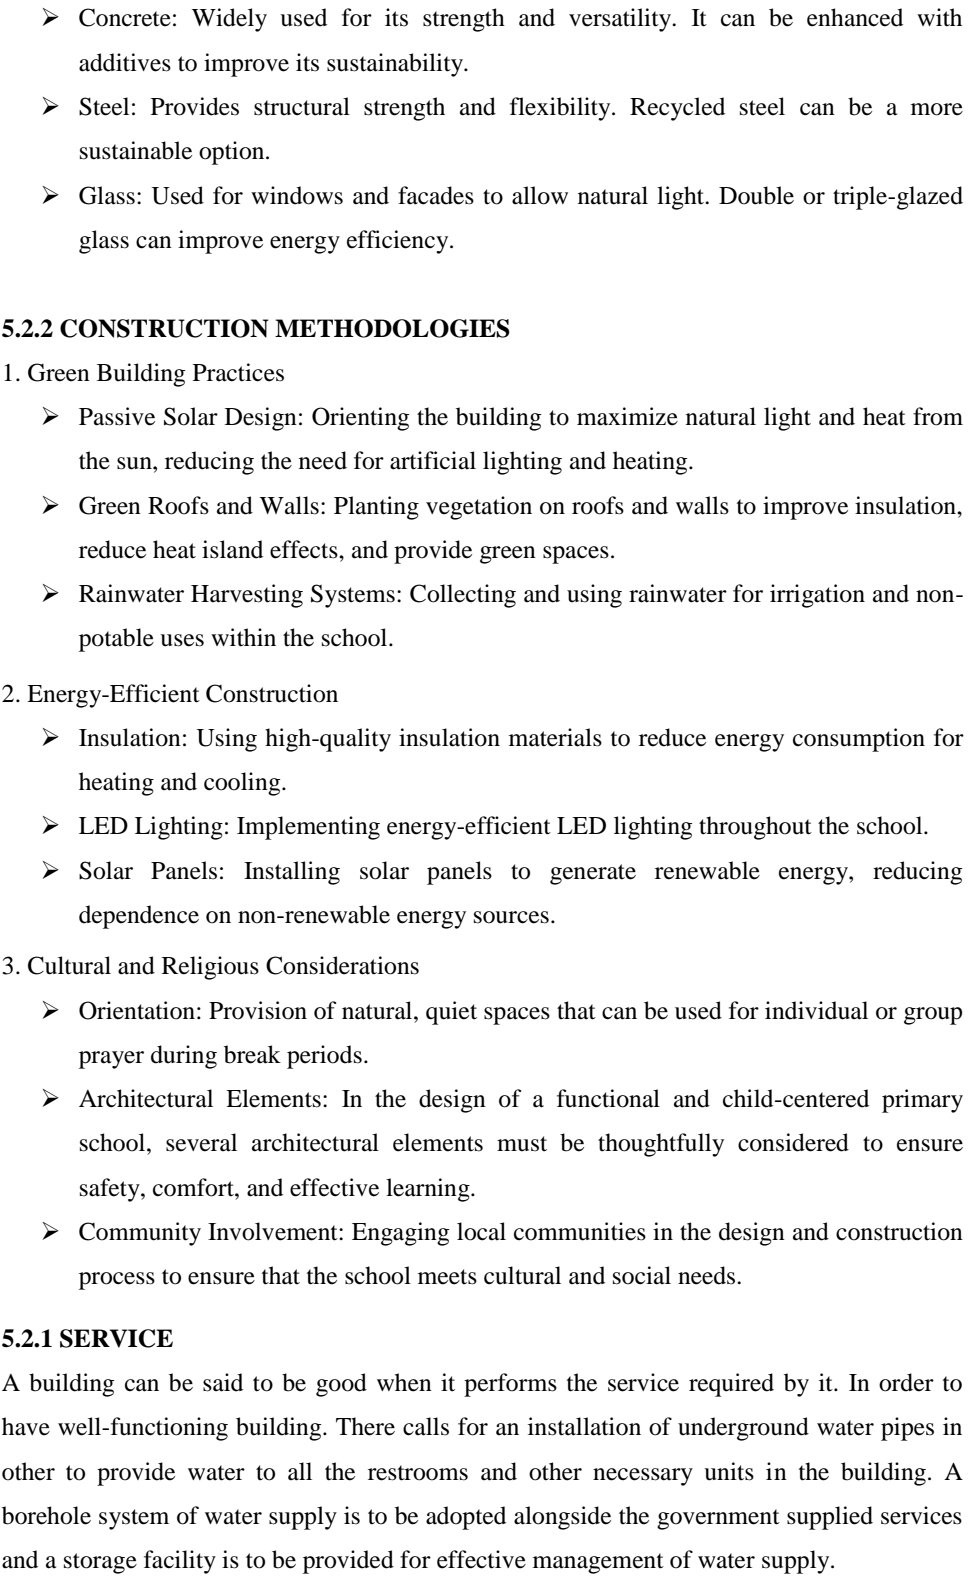 ➢ Concrete: Widely used for its strength and versatility. It can be enhanced with
additives to improve its sustainability.
➢ Steel: Provides structural strength and flexibility. Recycled steel can be a more
sustainable option.
➢ Glass: Used for windows and facades to allow natural light. Double or triple-glazed
glass can improve energy efficiency.
5.2.2 CONSTRUCTION METHODOLOGIES
1. Green Building Practices
➢ Passive Solar Design: Orienting the building to maximize natural light and heat from
the sun, reducing the need for artificial lighting and heating.
➢ Green Roofs and Walls: Planting vegetation on roofs and walls to improve insulation,
reduce heat island effects, and provide green spaces.
➢ Rainwater Harvesting Systems: Collecting and using rainwater for irrigation and non-
potable uses within the school.
2. Energy-Efficient Construction
➢ Insulation: Using high-quality insulation materials to reduce energy consumption for
heating and cooling.
➢ LED Lighting: Implementing energy-efficient LED lighting throughout the school.
➢ Solar Panels: Installing solar panels to generate renewable energy, reducing
dependence on non-renewable energy sources.
3. Cultural and Religious Considerations
➢ Orientation: Provision of natural, quiet spaces that can be used for individual or group
prayer during break periods.
➢ Architectural Elements: In the design of a functional and child-centered primary
school, several architectural elements must be thoughtfully considered to ensure
safety, comfort, and effective learning.
➢ Community Involvement: Engaging local communities in the design and construction
process to ensure that the school meets cultural and social needs.
5.2.1 SERVICE
A building can be said to be good when it performs the service required by it. In order to
have well-functioning building. There calls for an installation of underground water pipes in
other to provide water to all the restrooms and other necessary units in the building. A
borehole system of water supply is to be adopted alongside the government supplied services
and a storage facility is to be provided for effective management of water supply.